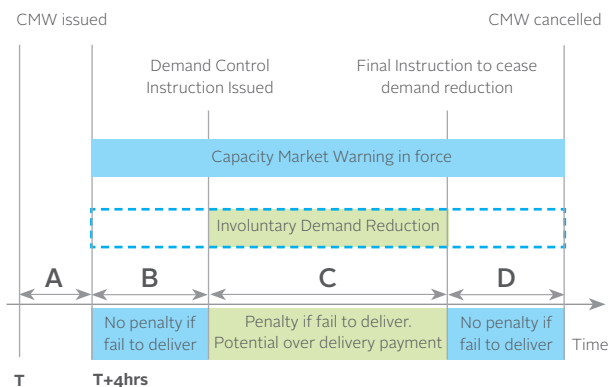 CMW issued
CMW cancelled
Demand Control
Instruction Issued
Final Instruction to cease
demand reduction
Capacity Market Warning in force
Involuntary Demand Reduction
A
B
C
D
No penalty if
fail to deliver
Penalty if fail to deliver.
Potential over delivery payment
No penalty if
fail to deliver
Time
T
T+4hrs